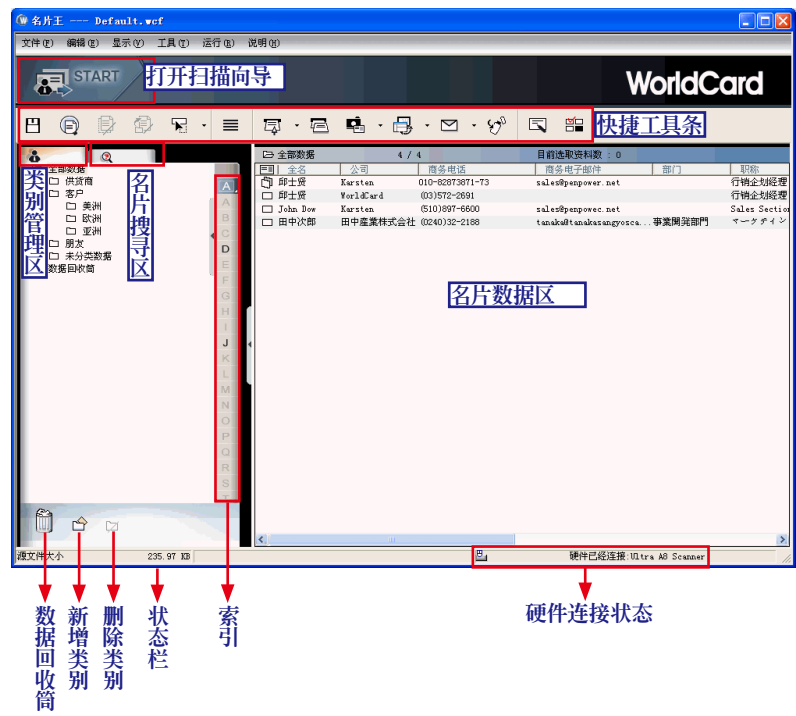 名片王 --- Default.wcf
文件(F) 编辑(E) 显示(V) 工具(T) 运行(R) 说明(H)
START
打开扫描向导
WorldCard
快捷工具条
全部数据 4 / 4 目前选取资料数 : 0
全名 公司 商务电话 商务电子邮件 部门 职称
邱士贤 Karsten 010-82873871-73 sales@penpower.net 行销企划经理
邱士贤 WorldCard (03)572-2691 行销企划经理
John Dow Karsten (510)897-6600 sales@penpowec.net Sales Section
田中次郎 田中産業株式会社 (0240)32-2188 tanaka@tanakasangyosca... 事業開発部門 マーケティン
全部数据
供货商
客户
美洲
欧洲
亚洲
朋友
未分类数据
数据回收筒
类别管理区
名片搜寻区
A
A
B
C
D
E
F
G
H
I
J
K
L
M
N
O
P
Q
R
S
T
名片数据区
源文件大小 235.97 KB
硬件已经连接:Ultra A8 Scanner
数据回收筒
新增类别
删除类别
状态栏
索引
硬件连接状态